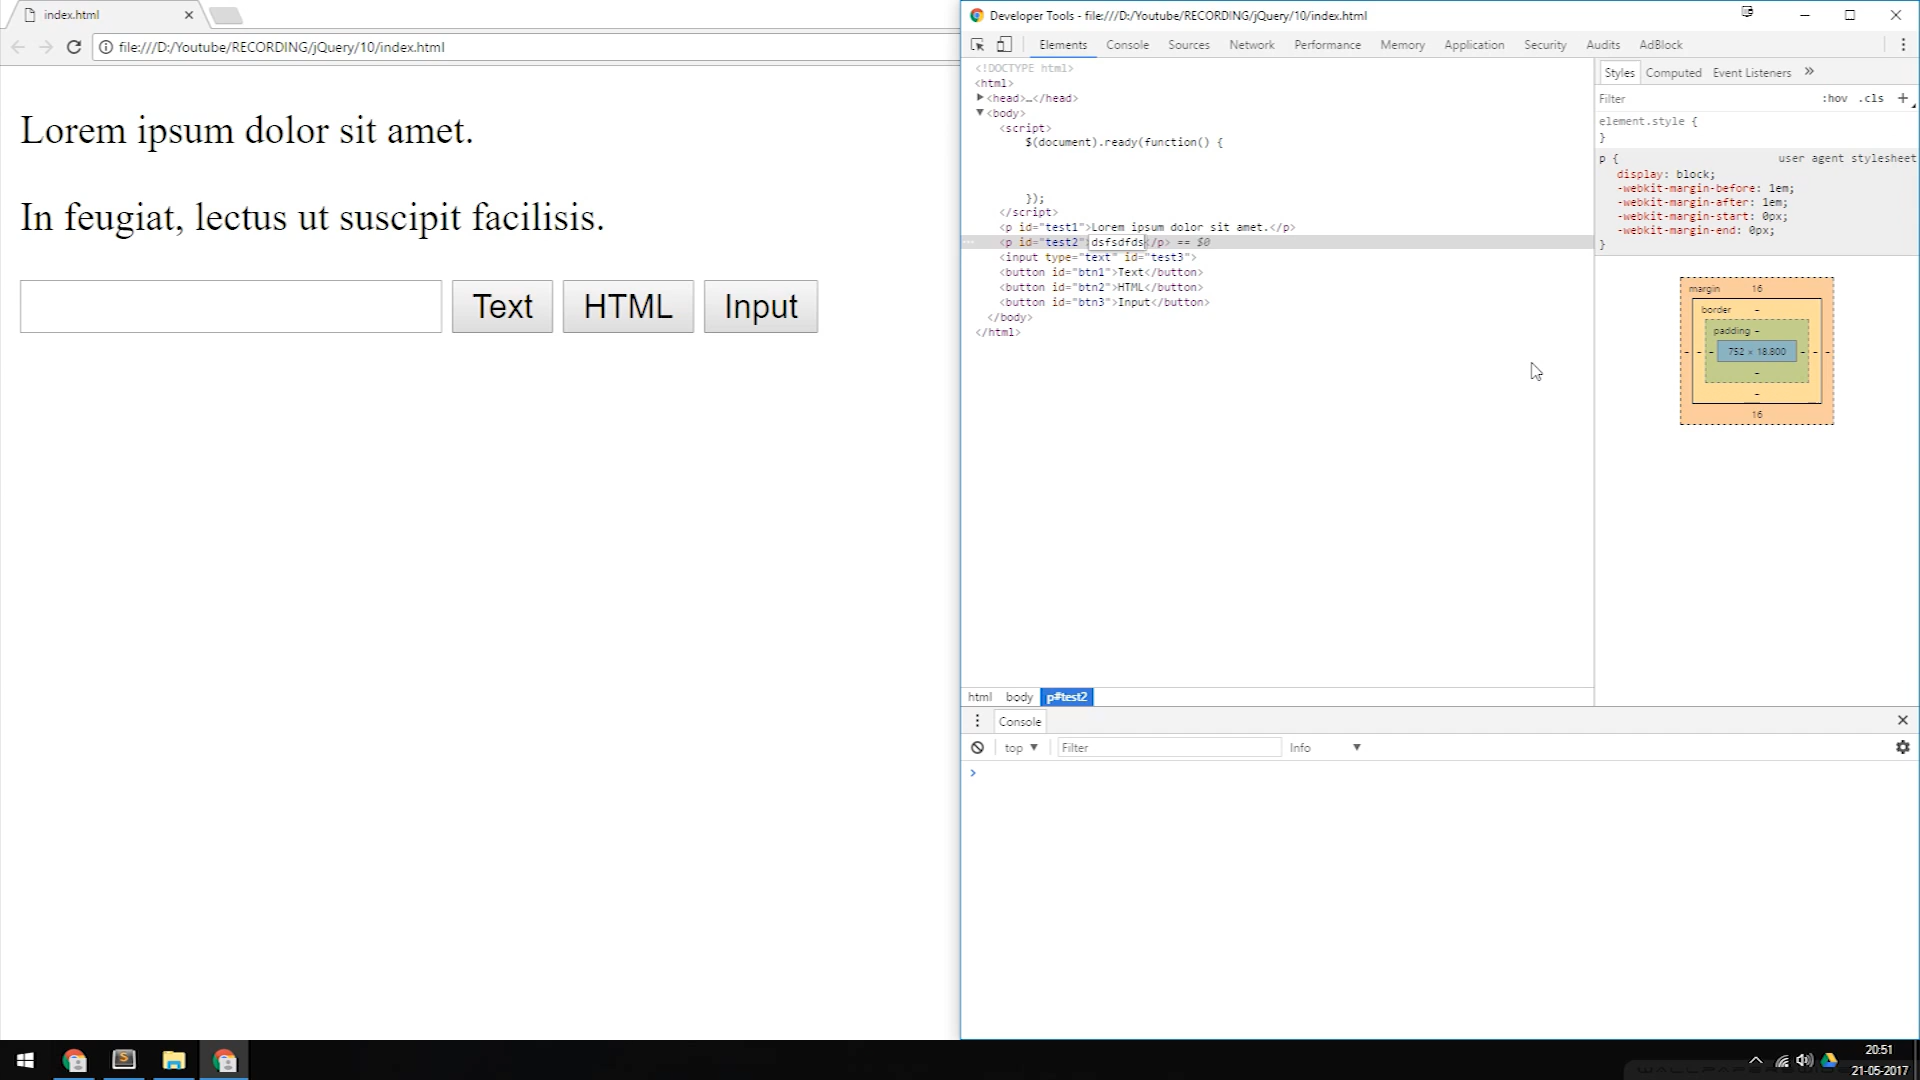 index.html
file:///D:/Youtube/RECORDING/jQuery/10/index.html
Lorem ipsum dolor sit amet.
In feugiat, lectus ut suscipit facilisis.
Text HTML Input
Developer Tools - file:///D:/Youtube/RECORDING/jQuery/10/index.html
Elements Console Sources Network Performance Memory Application Security Audits AdBlock
<!DOCTYPE html>
<html>
<head>…</head>
<body>
<script>
$(document).ready(function() {
});
</script>
<p id="test1">Lorem ipsum dolor sit amet.</p>
<p id="test2">dsfsdfds</p> == $0
<input type="text" id="test3">
<button id="btn1">Text</button>
<button id="btn2">HTML</button>
<button id="btn3">Input</button>
</body>
</html>
Styles Computed Event Listeners »
Filter :hov .cls +
element.style {
}
p { user agent stylesheet
display: block;
-webkit-margin-before: 1em;
-webkit-margin-after: 1em;
-webkit-margin-start: 0px;
-webkit-margin-end: 0px;
}
margin 16
border -
padding -
- - - 752 × 18.800 - - -
-
-
16
html body p#test2
Console
top Filter Info
>
20:51
21-05-2017